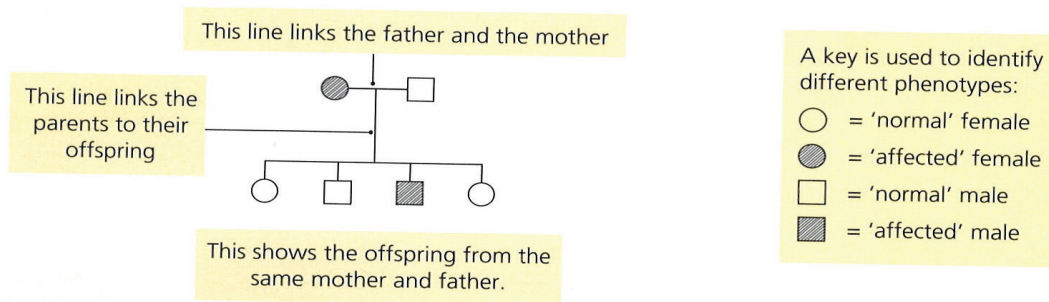 This line links the father and the mother
This line links the
parents to their
offspring
This shows the offspring from the
same mother and father.
A key is used to identify
different phenotypes:
= 'normal' female
= 'affected' female
= 'normal' male
= 'affected' male